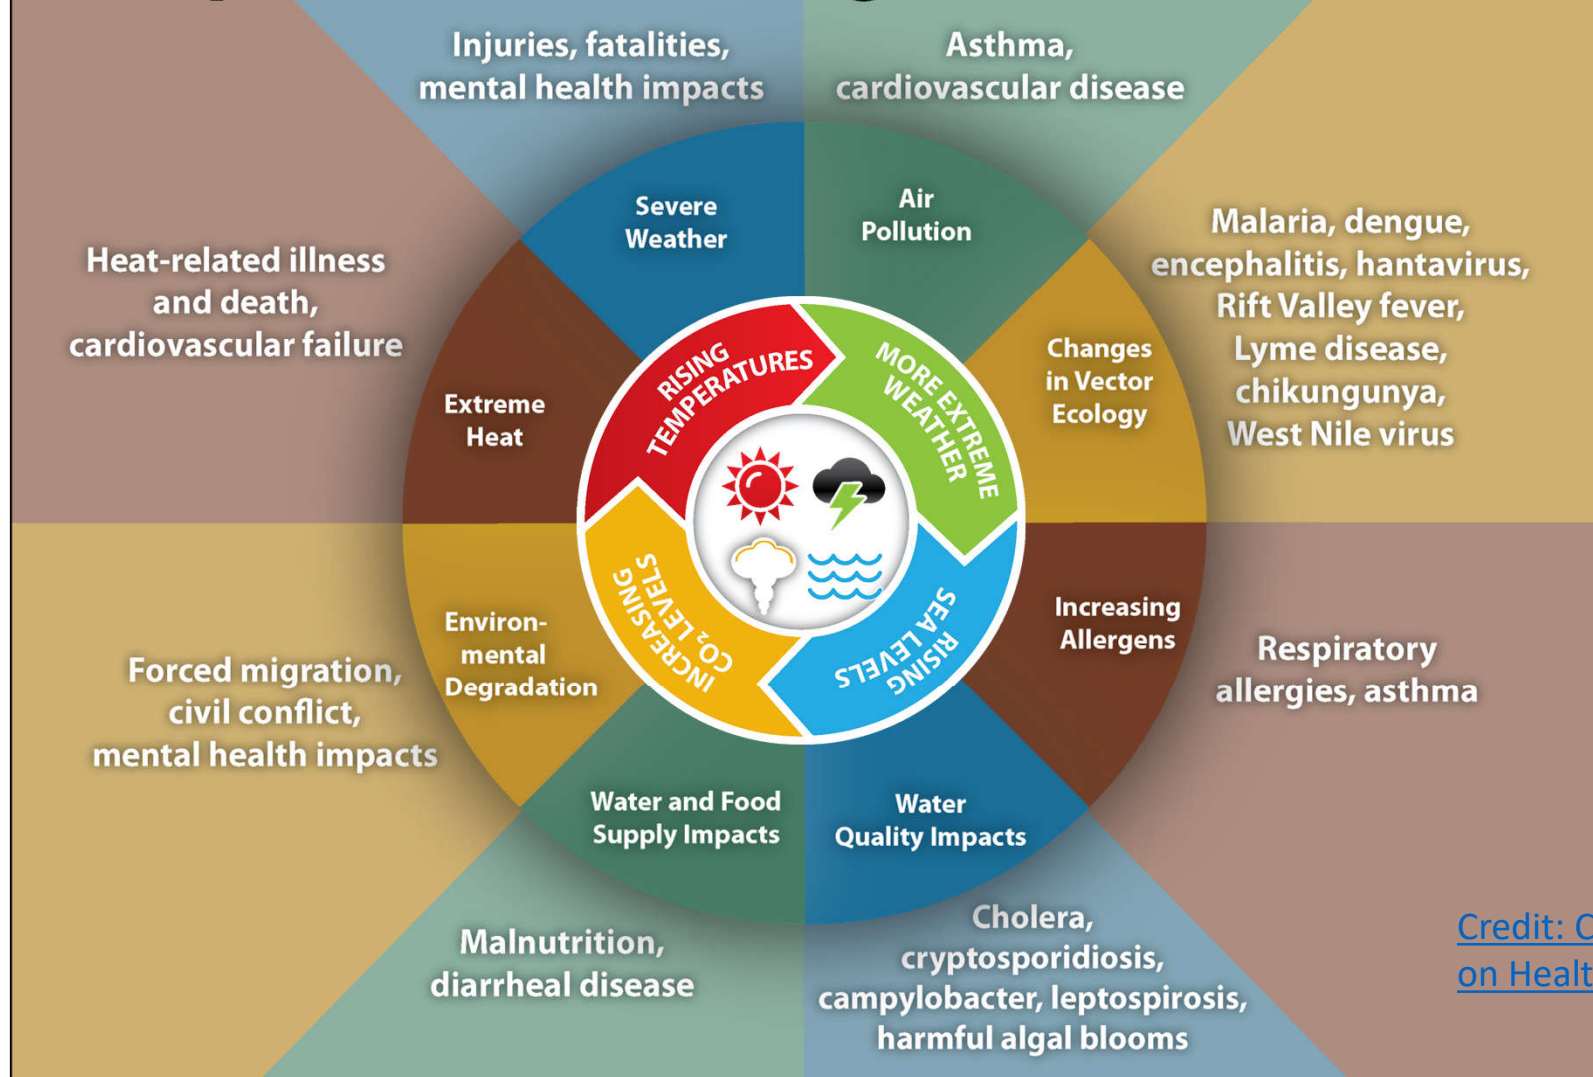 Injuries, fatalities,
mental health impacts
Asthma,
cardiovascular disease
Severe
Weather
Air
Pollution
Malaria, dengue,
encephalitis, hantavirus,
Rift Valley fever,
Lyme disease,
chikungunya,
West Nile virus
Heat-related illness
and death,
cardiovascular failure
Changes
in Vector
Ecology
Extreme
Heat
RISING
TEMPERATURES
MORE EXTREME
WEATHER
RISING
SEA LEVELS
INCREASING
CO₂ LEVELS
Increasing
Allergens
Respiratory
allergies, asthma
Environ-
mental
Degradation
Forced migration,
civil conflict,
mental health impacts
Water and Food
Supply Impacts
Water
Quality Impacts
Malnutrition,
diarrheal disease
Cholera,
cryptosporidiosis,
campylobacter, leptospirosis,
harmful algal blooms
Credit:
on